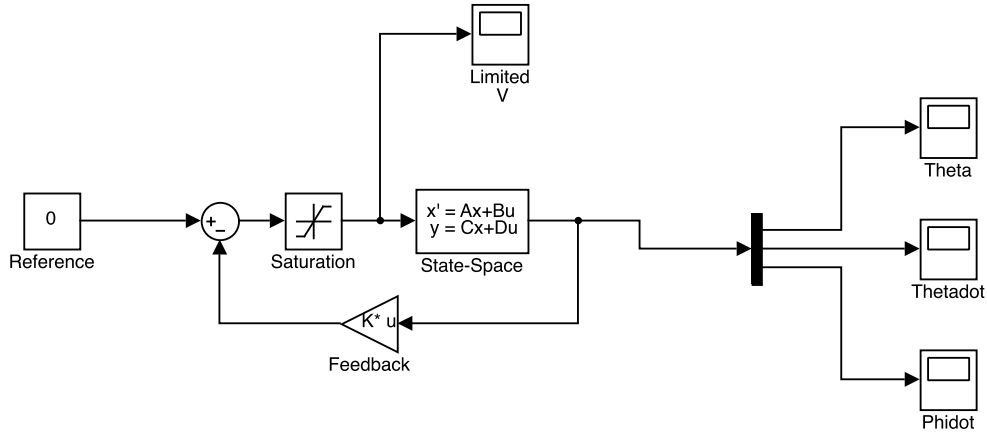 Limited
V
Theta
0
Reference
+
−
Saturation
x' = Ax+Bu
y = Cx+Du
State-Space
Thetadot
K* u
Feedback
Phidot